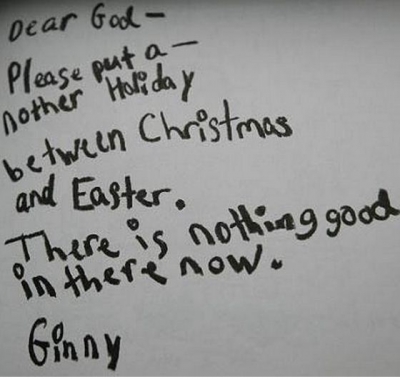 Dear God-
Please put a-
nother Holiday
between Christmas
and Easter.
There is nothing good
in there now.
Ginny